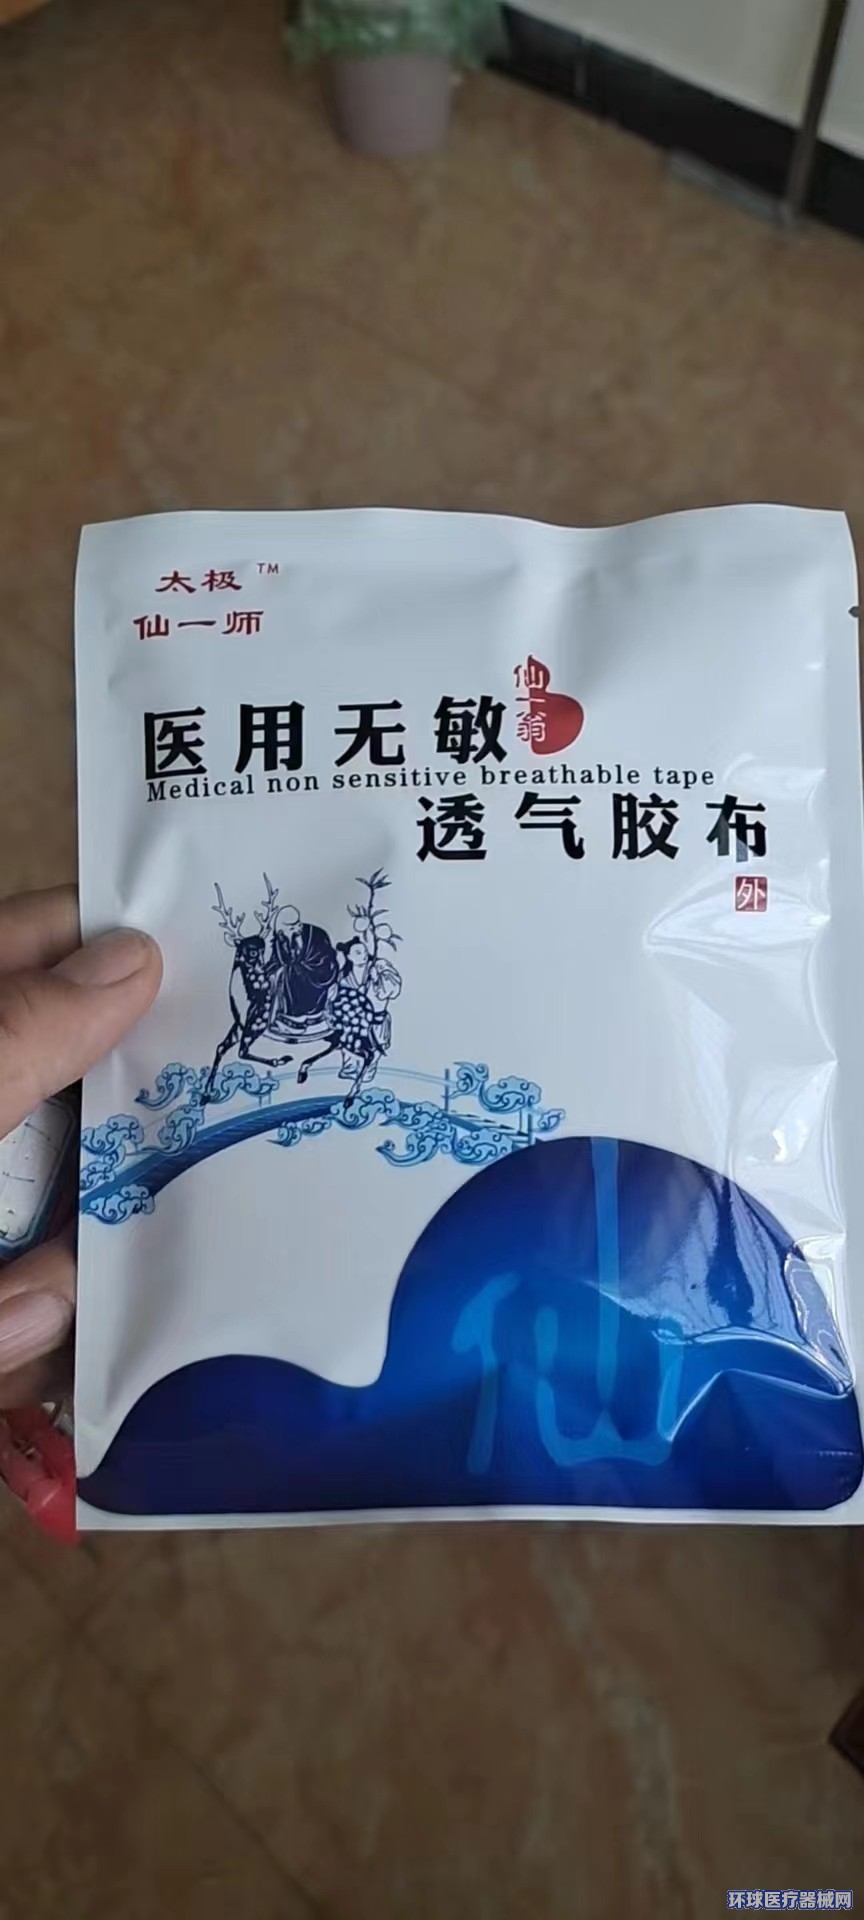 太极™
仙一师
仙一翁
医用无敏
Medical non sensitive breathable tape
透气胶布
外
仙
环球医疗器械网